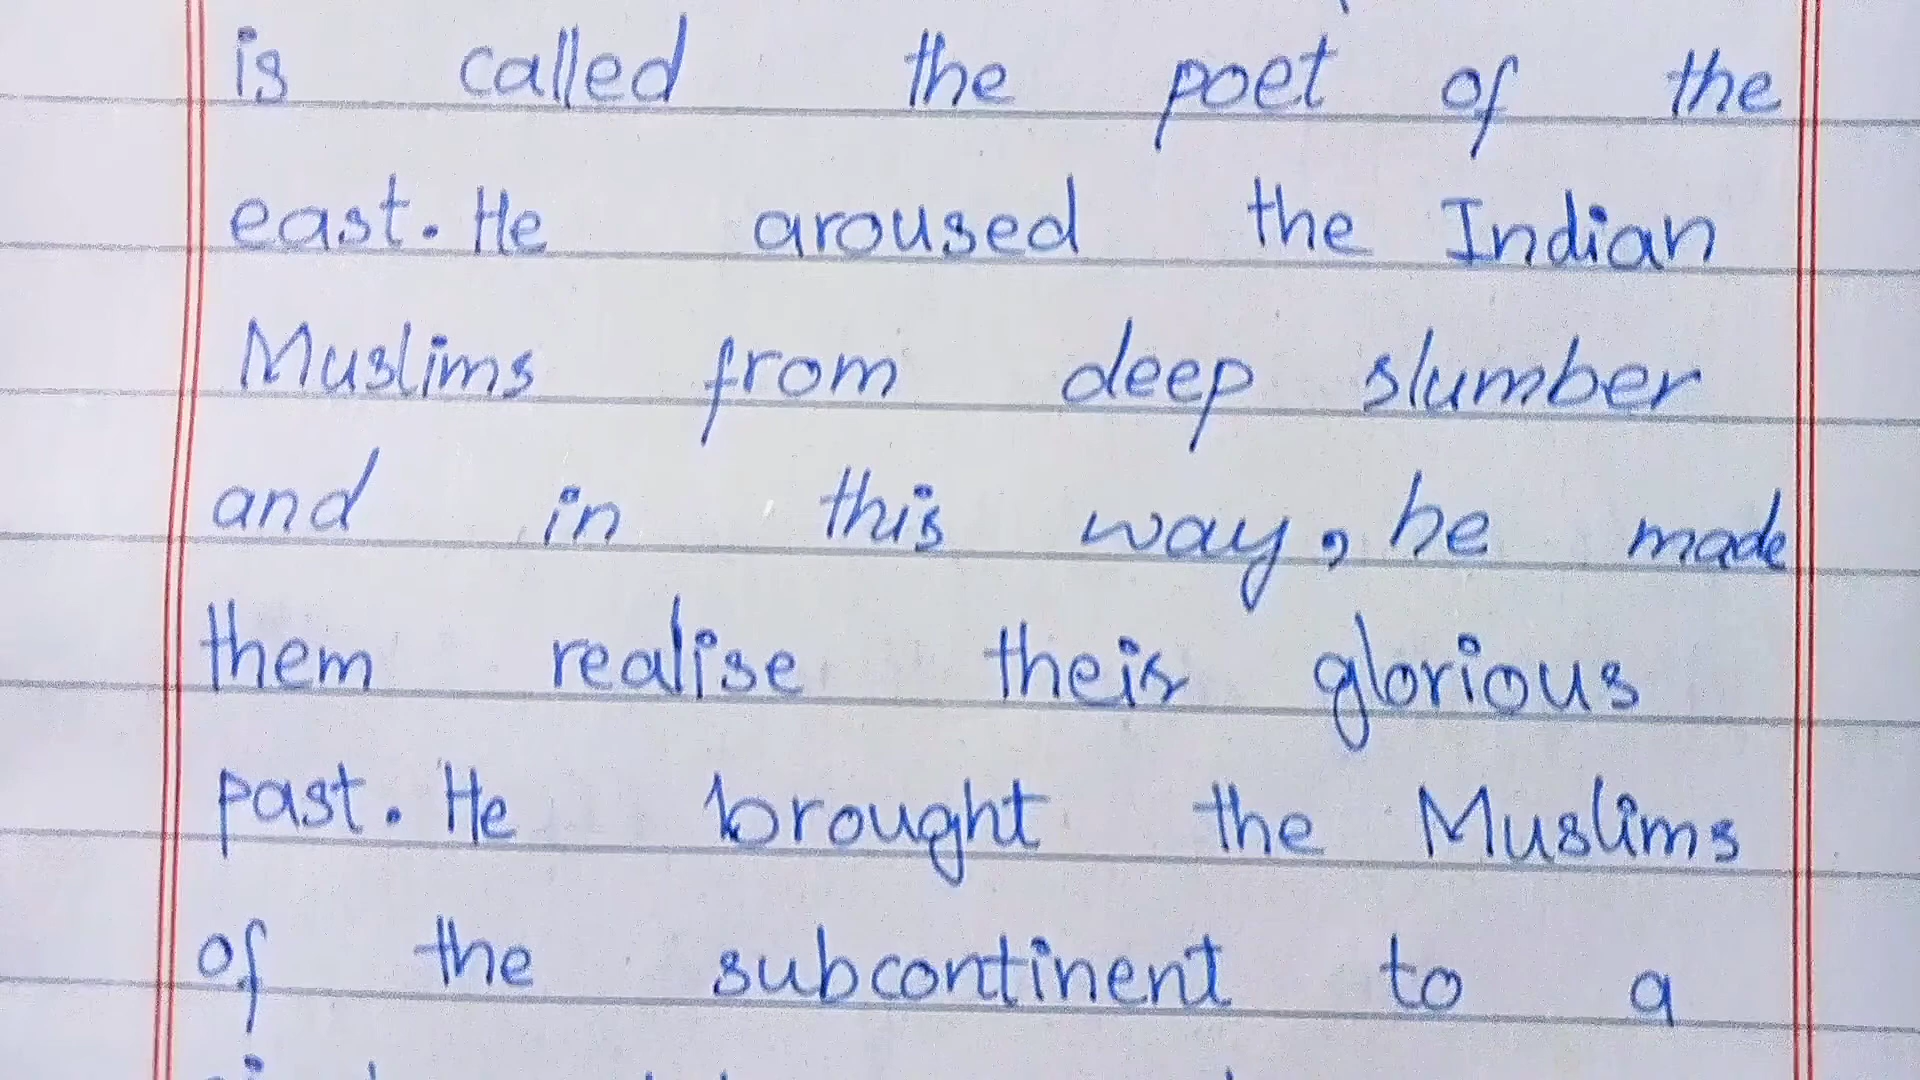 is called the poet of the
east. He aroused the Indian
Muslims from deep slumber
and in this way, he made
them realise their glorious
past. He brought the Muslims
of the subcontinent to a